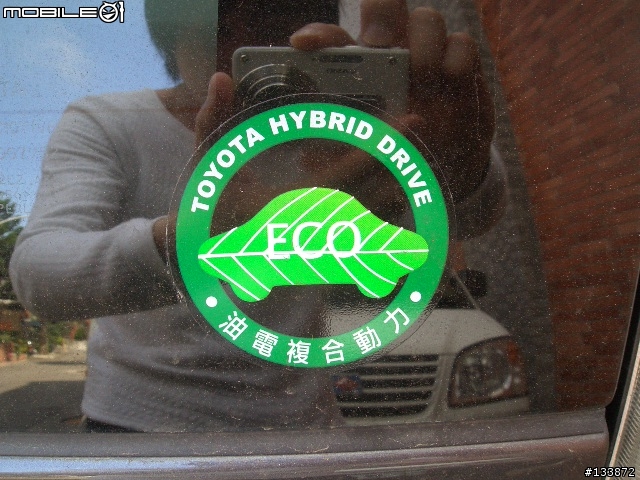 MOBILE01
TOYOTA HYBRID DRIVE
ECO
油電複合動力
#133872